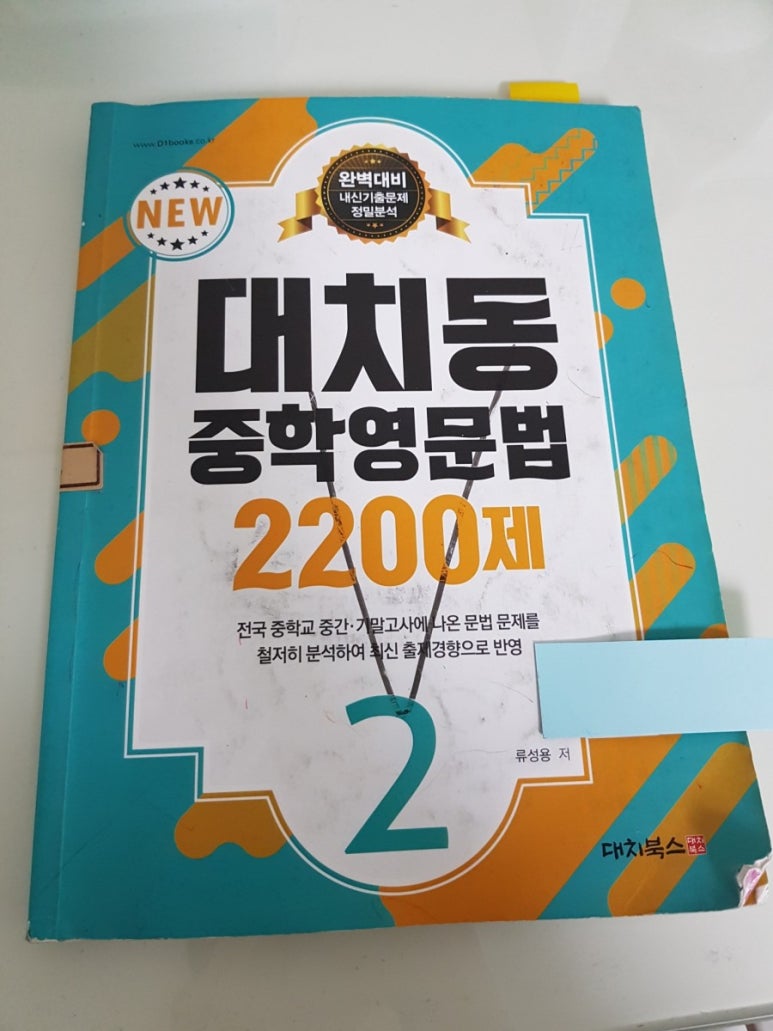 www.D1books.co.kr
완벽대비
내신기출문제
정밀분석
NEW
대치동
중학영문법
2200제
전국 중학교 중간·기말고사에 나온 문법 문제를
철저히 분석하여 최신 출제경향으로 반영
2
류성용 저
대치북스
대치
북스